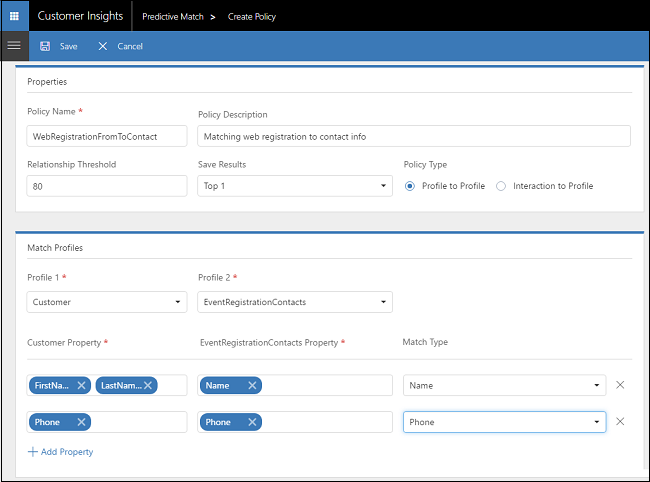 Customer Insights Predictive Match > Create Policy
Save Cancel
Properties
Policy Name * Policy Description
WebRegistrationFromToContact Matching web registration to contact info
Relationship Threshold Save Results Policy Type
80 Top 1 Profile to Profile Interaction to Profile
Match Profiles
Profile 1 * Profile 2 *
Customer EventRegistrationContacts
Customer Property * EventRegistrationContacts Property * Match Type
FirstNa... LastNam... Name Name
Phone Phone Phone
+ Add Property